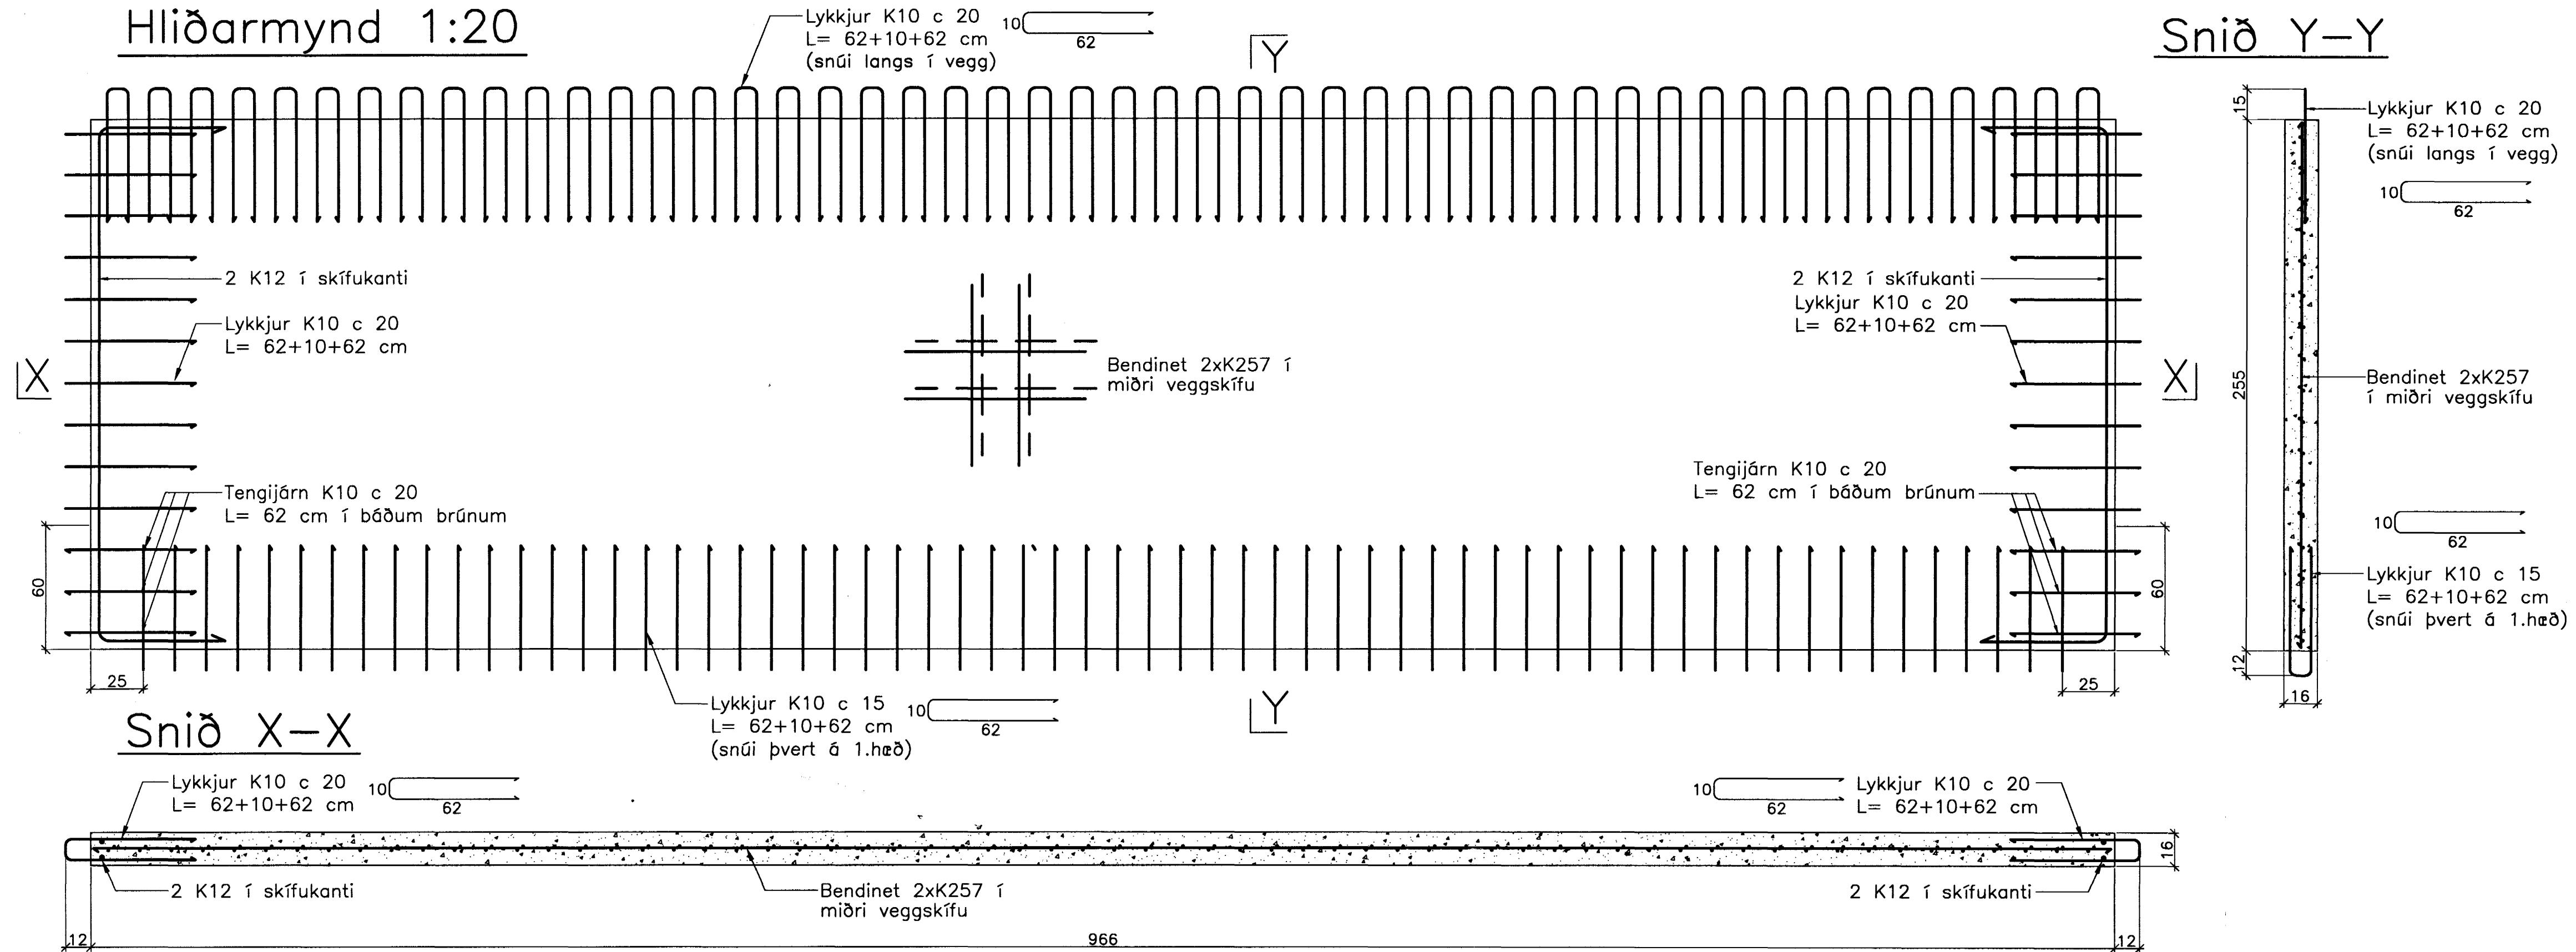 Hliðarmynd 1:20
Lykkjur K10 c 20
L= 62+10+62 cm
(snúi langs í vegg)
10
62
Y
Snið Y–Y
15
Lykkjur K10 c 20
L= 62+10+62 cm
(snúi langs í vegg)
10
62
2 K12 í skífukanti
2 K12 í skífukanti
Lykkjur K10 c 20
L= 62+10+62 cm
Lykkjur K10 c 20
L= 62+10+62 cm
X
Bendinet 2xK257 í
miðri veggskífu
X
255
Bendinet 2xK257
í miðri veggskífu
Tengijárn K10 c 20
L= 62 cm í báðum brúnum
Tengijárn K10 c 20
L= 62 cm í báðum brúnum
10
62
60
60
Lykkjur K10 c 15
L= 62+10+62 cm
(snúi þvert á 1.hæð)
12
16
25
25
Lykkjur K10 c 15
L= 62+10+62 cm
(snúi þvert á 1.hæð)
10
62
Y
Snið X–X
Lykkjur K10 c 20
L= 62+10+62 cm
10
62
10
62
Lykkjur K10 c 20
L= 62+10+62 cm
16
2 K12 í skífukanti
Bendinet 2xK257 í
miðri veggskífu
2 K12 í skífukanti
12
966
12